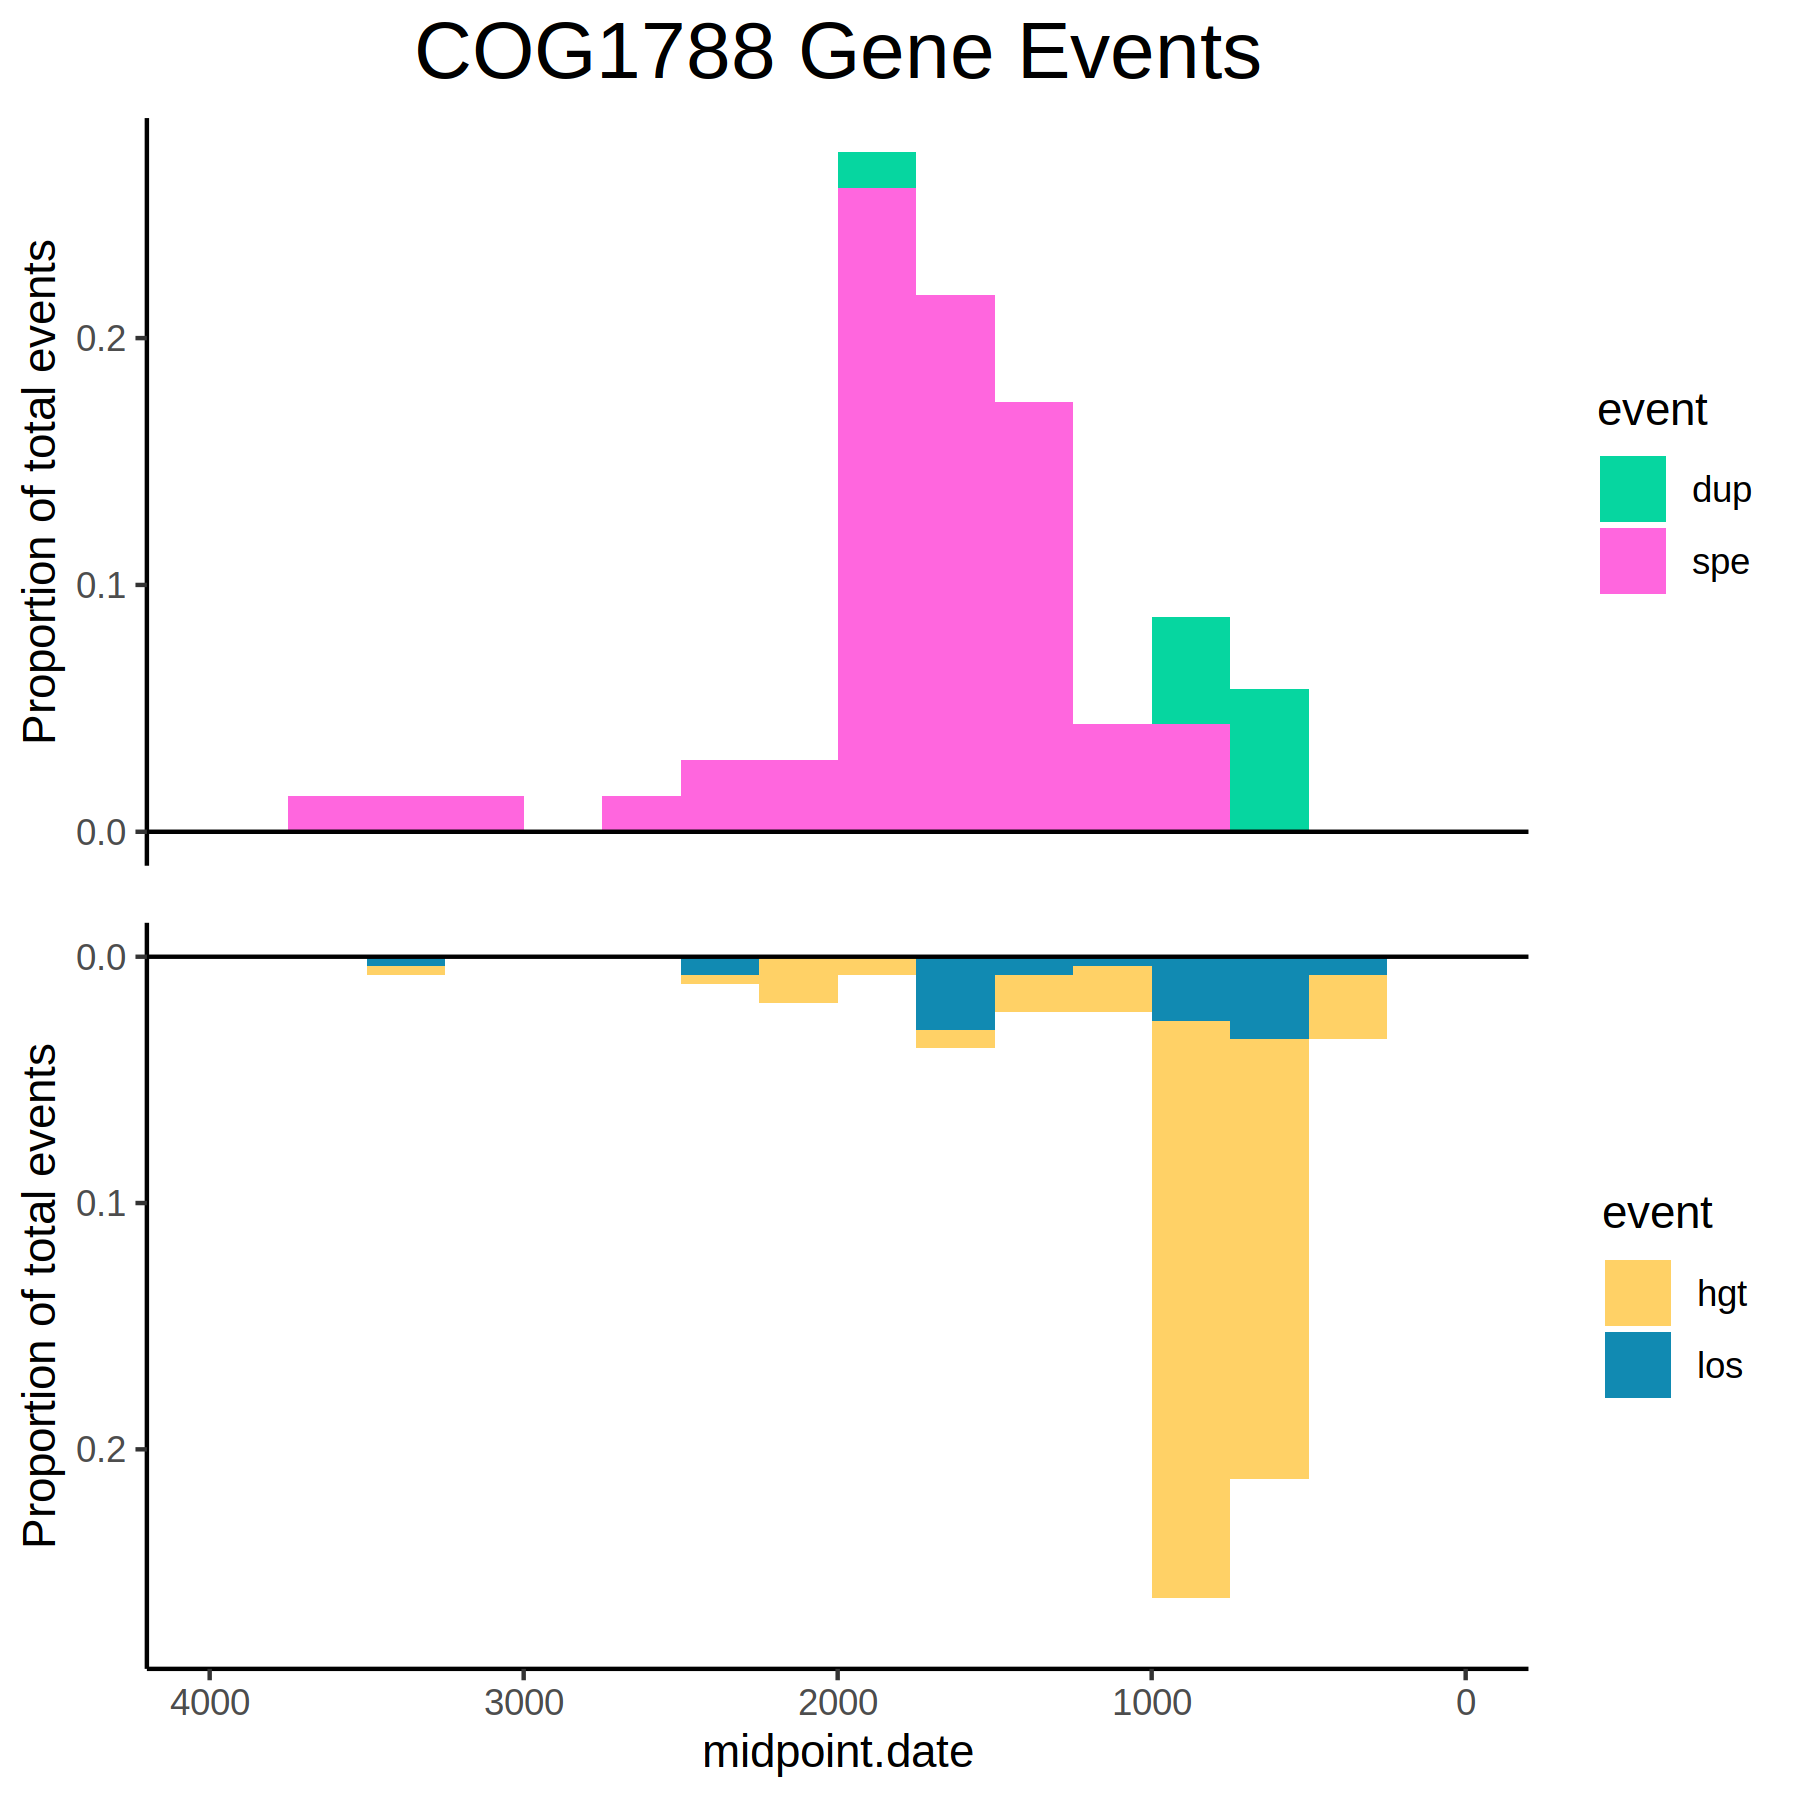 COG1788 Gene Events
Proportion of total events
0.2
0.1
0.0
event
dup
spe
Proportion of total events
0.0
0.1
0.2
event
hgt
los
4000 3000 2000 1000 0
midpoint.date